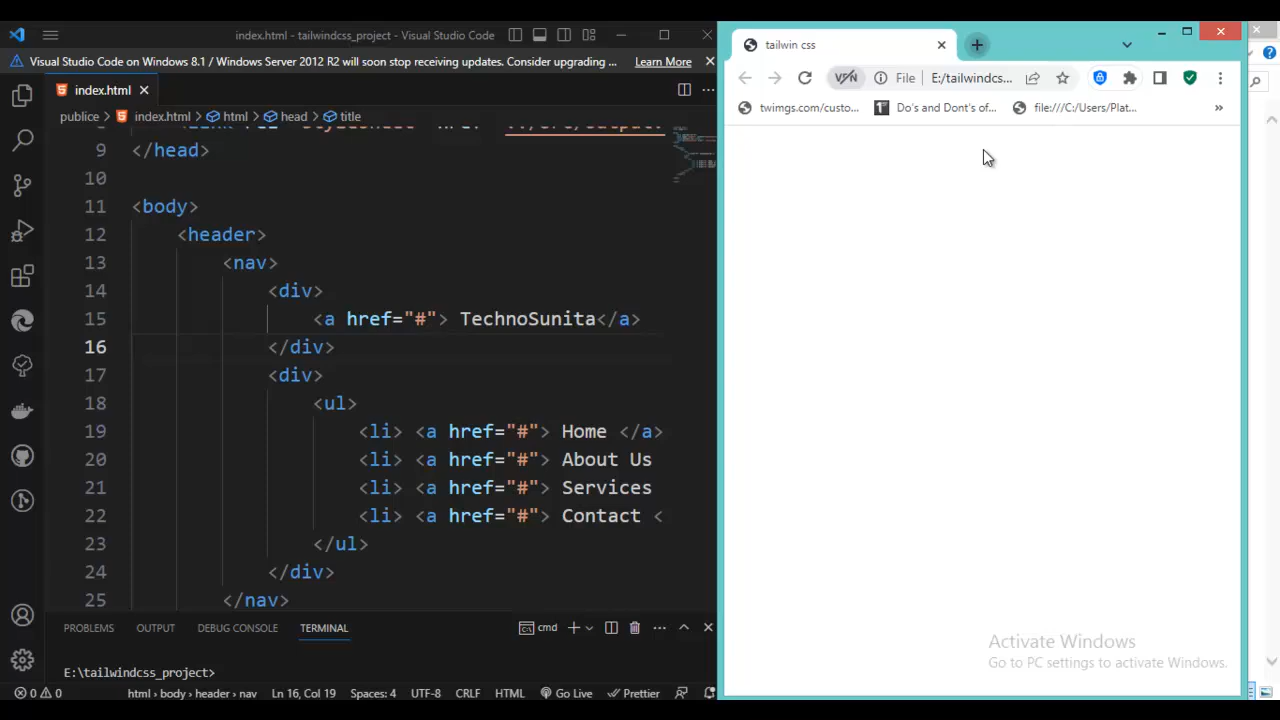 index.html - tailwindcss_project - Visual Studio Code
Visual Studio Code on Windows 8.1 / Windows Server 2012 R2 will soon stop receiving updates. Consider upgrading ... Learn More
index.html
publice > index.html > html > head > title
9 </head>
10
11 <body>
12 <header>
13 <nav>
14 <div>
15 <a href="#"> TechnoSunita</a>
16 </div>
17 <div>
18 <ul>
19 <li> <a href="#"> Home </a>
20 <li> <a href="#"> About Us
21 <li> <a href="#"> Services
22 <li> <a href="#"> Contact <
23 </ul>
24 </div>
25 </nav>
PROBLEMS OUTPUT DEBUG CONSOLE TERMINAL cmd
E:\tailwindcss_project>
0 0 html > body > header > nav Ln 16, Col 19 Spaces: 4 UTF-8 CRLF HTML Go Live Prettier
tailwin css
VPN File E:/tailwindcs...
twimgs.com/custo... Do's and Dont's of... file:///C:/Users/Plat... »
Activate Windows
Go to PC settings to activate Windows.